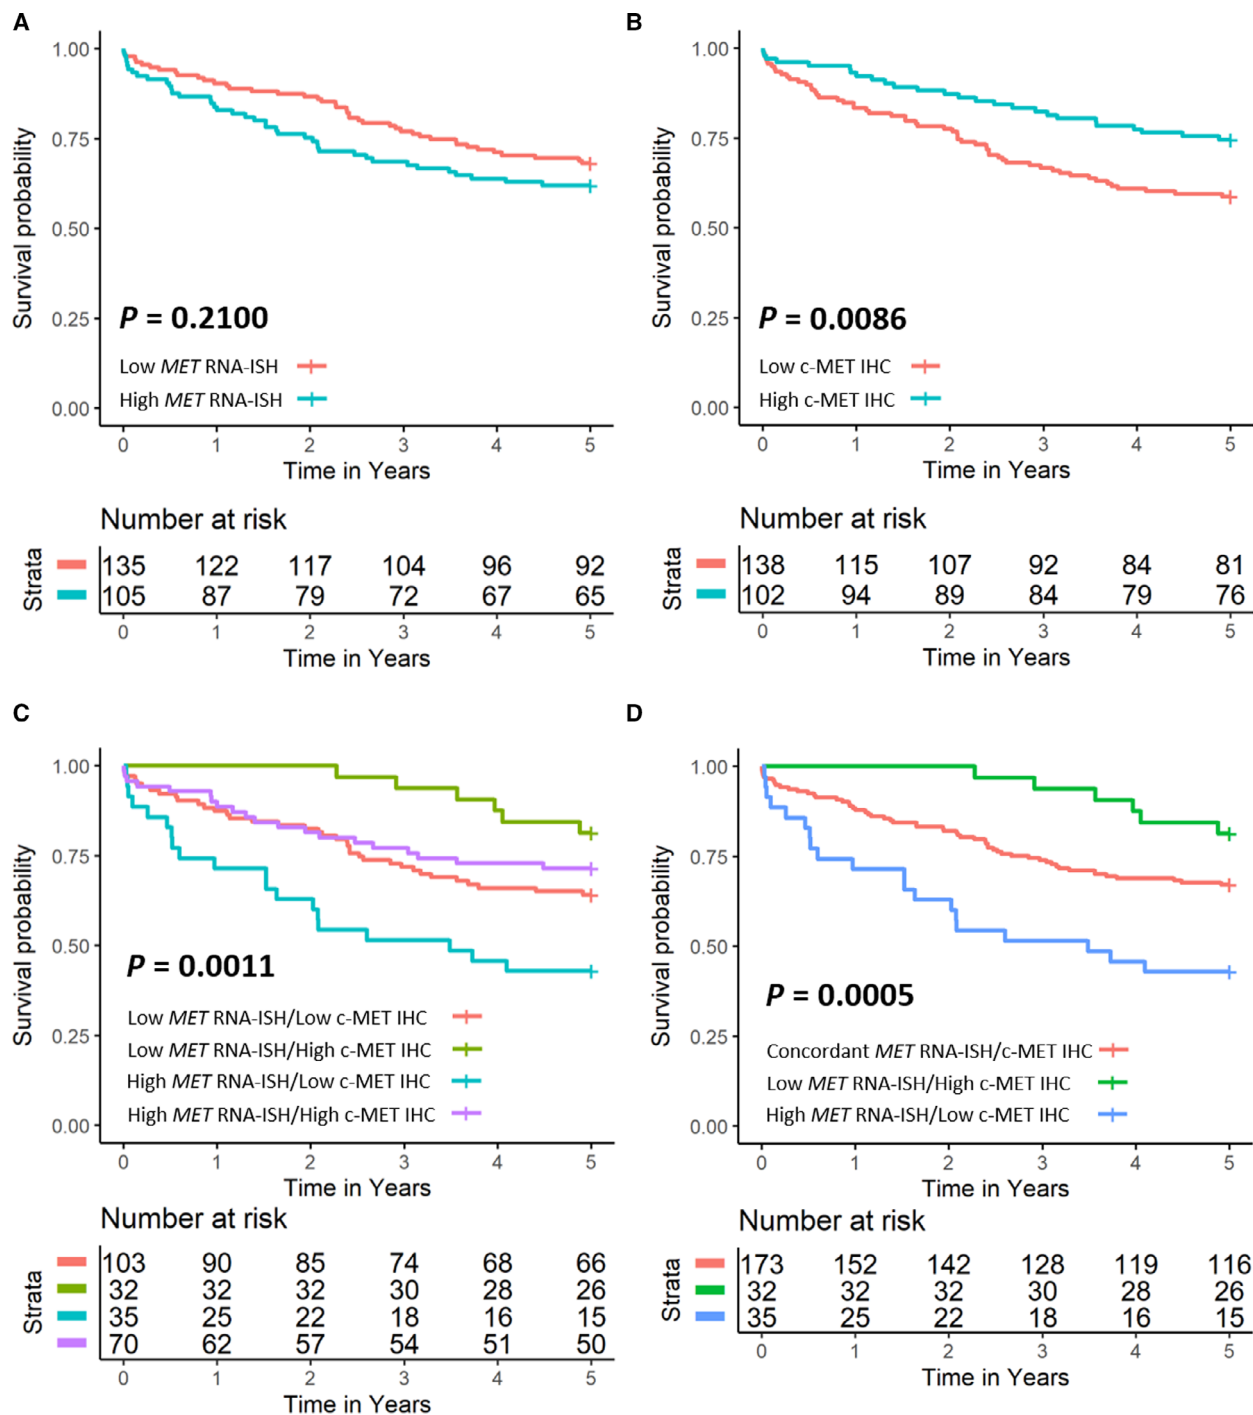 A
1.00
0.75
0.50
0.25
0.00
Survival probability
P = 0.2100
Low MET RNA-ISH
High MET RNA-ISH
0 1 2 3 4 5
Time in Years
Number at risk
Strata
135 122 117 104 96 92
105 87 79 72 67 65
0 1 2 3 4 5
Time in Years
B
1.00
0.75
0.50
0.25
0.00
Survival probability
P = 0.0086
Low c-MET IHC
High c-MET IHC
0 1 2 3 4 5
Time in Years
Number at risk
Strata
138 115 107 92 84 81
102 94 89 84 79 76
0 1 2 3 4 5
Time in Years
C
1.00
0.75
0.50
0.25
0.00
Survival probability
P = 0.0011
Low MET RNA-ISH/Low c-MET IHC
Low MET RNA-ISH/High c-MET IHC
High MET RNA-ISH/Low c-MET IHC
High MET RNA-ISH/High c-MET IHC
0 1 2 3 4 5
Time in Years
Number at risk
Strata
103 90 85 74 68 66
32 32 32 30 28 26
35 25 22 18 16 15
70 62 57 54 51 50
0 1 2 3 4 5
Time in Years
D
1.00
0.75
0.50
0.25
0.00
Survival probability
P = 0.0005
Concordant MET RNA-ISH/c-MET IHC
Low MET RNA-ISH/High c-MET IHC
High MET RNA-ISH/Low c-MET IHC
0 1 2 3 4 5
Time in Years
Number at risk
Strata
173 152 142 128 119 116
32 32 32 30 28 26
35 25 22 18 16 15
0 1 2 3 4 5
Time in Years